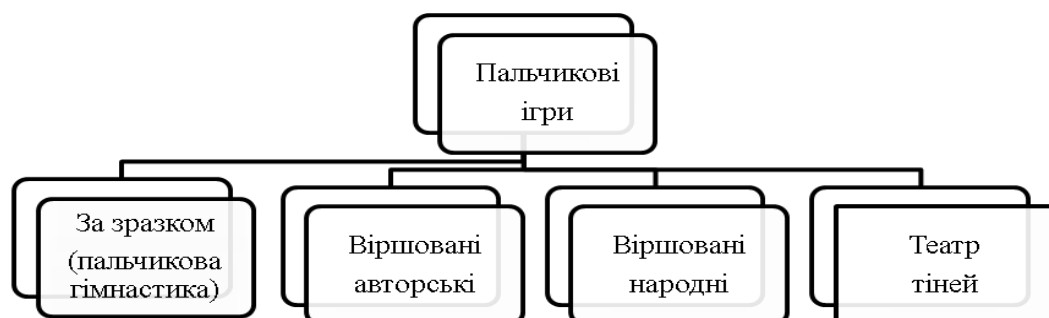 Пальчикові
ігри
За зразком
(пальчикова
гімнастика)
Віршовані
авторські
Віршовані
народні
Театр
тіней